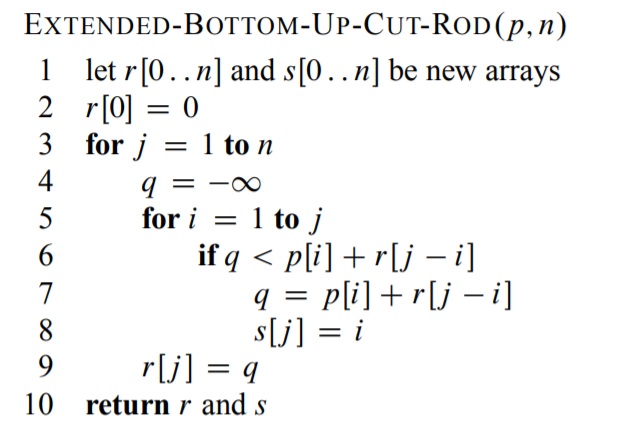 EXTENDED-BOTTOM-UP-CUT-ROD(p, n)
1 let r[0..n] and s[0..n] be new arrays
2 r[0] = 0
3 for j = 1 to n
4 q = −∞
5 for i = 1 to j
6 if q < p[i] + r[j − i]
7 q = p[i] + r[j − i]
8 s[j] = i
9 r[j] = q
10 return r and s